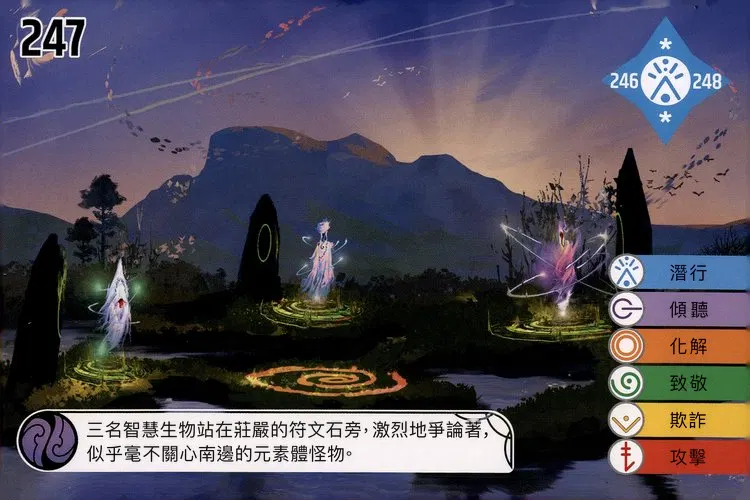 247
*
246 248
*
潛行
傾聽
化解
致敬
欺詐
攻擊
三名智慧生物站在莊嚴的符文石旁，激烈地爭論著，
似乎毫不關心南邊的元素體怪物。